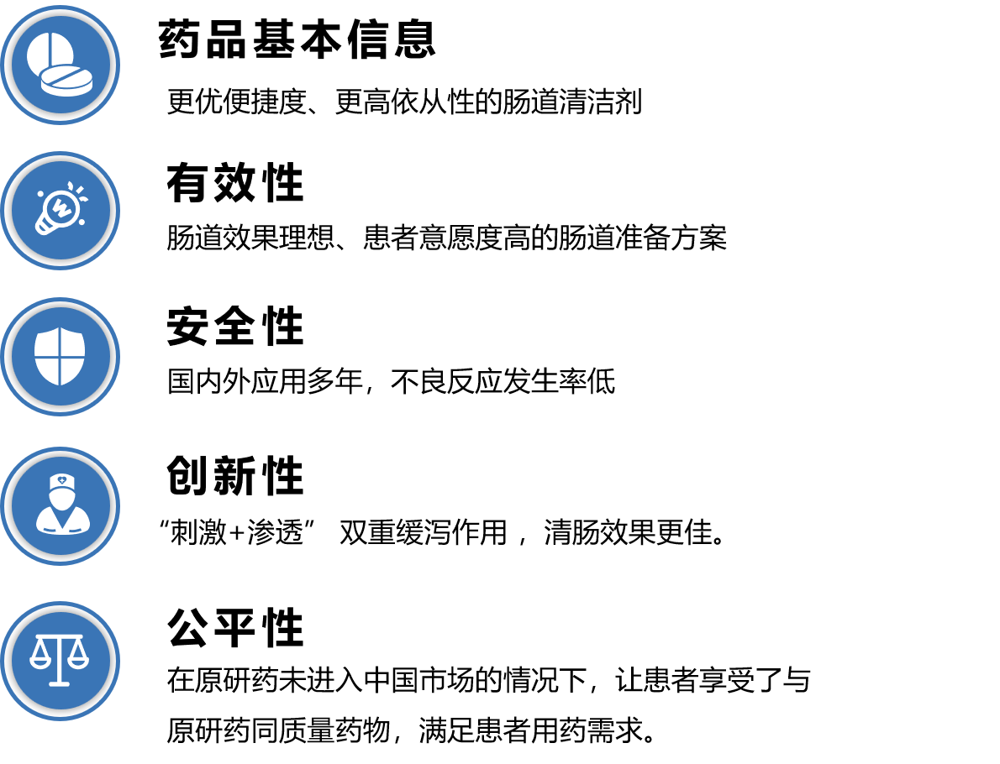 药品基本信息
更优便捷度、更高依从性的肠道清洁剂
W
有效性
肠道效果理想、患者意愿度高的肠道准备方案
安全性
国内外应用多年，不良反应发生率低
创新性
“刺激+渗透” 双重缓泻作用 ，清肠效果更佳。
公平性
在原研药未进入中国市场的情况下，让患者享受了与
原研药同质量药物，满足患者用药需求。